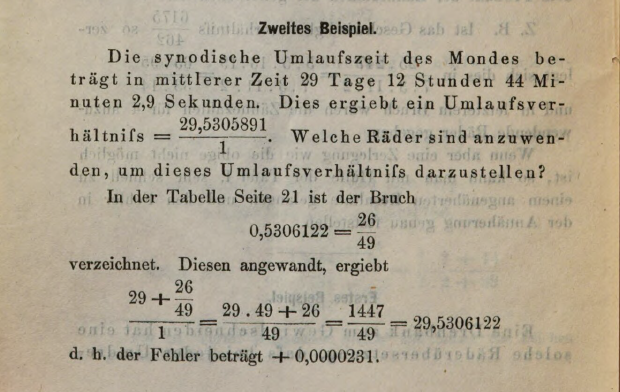 Zweites Beispiel.
Die synodische Umlaufszeit des Mondes be-
trägt in mittlerer Zeit 29 Tage 12 Stunden 44 Mi-
nuten 2,9 Sekunden. Dies ergiebt ein Umlaufsver-
hältnifs = 29,5305891/1. Welche Räder sind anzuwen-
den, um dieses Umlaufsverhältnifs darzustellen?
In der Tabelle Seite 21 ist der Bruch
0,5306122 = 26/49
verzeichnet. Diesen angewandt, ergiebt
(29 + 26/49)/1 = (29 . 49 + 26)/49 = 1447/49 = 29,5306122
d. h. der Fehler beträgt + 0,0000231.